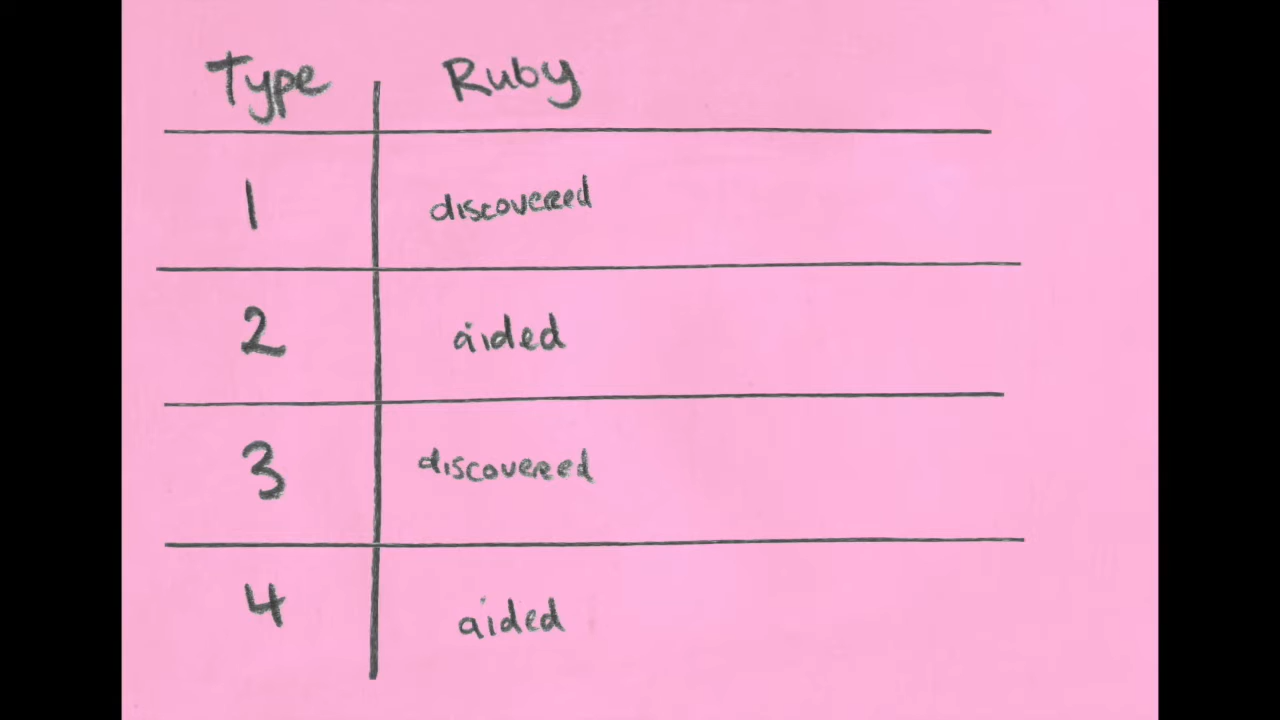 Type Ruby
1 discovered
2 aided
3 discovered
4 aided